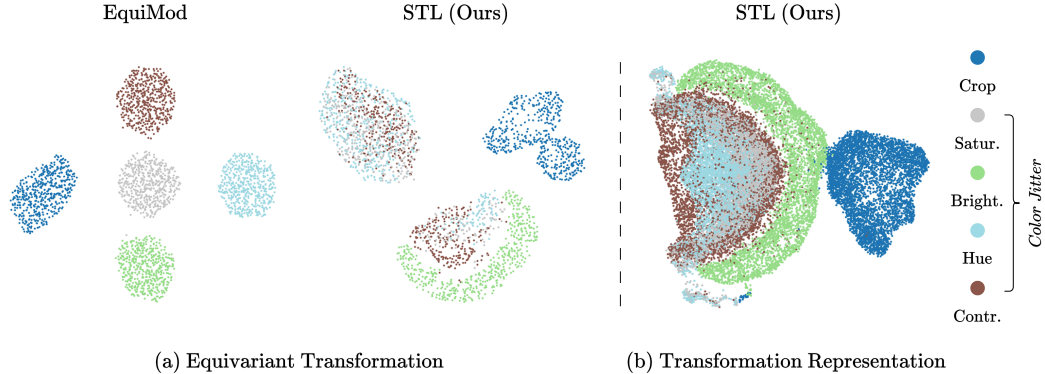 EquiMod
STL (Ours)
STL (Ours)
Crop
Satur.
Bright.
Hue
Contr.
Color Jitter
(a) Equivariant Transformation
(b) Transformation Representation